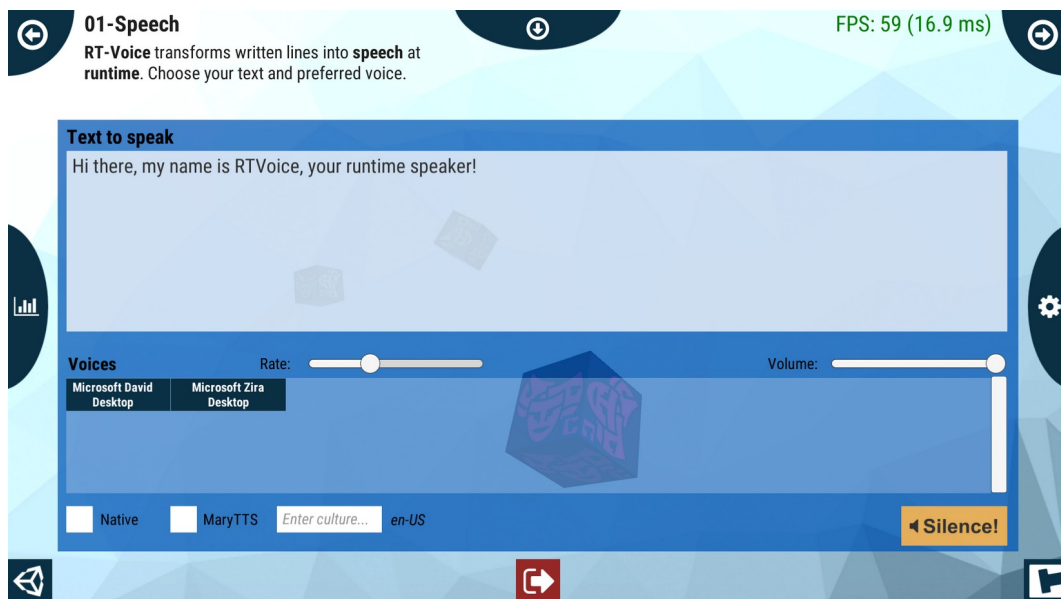 01-Speech
FPS: 59 (16.9 ms)
RT-Voice transforms written lines into speech at
runtime. Choose your text and preferred voice.
Text to speak
Hi there, my name is RTVoice, your runtime speaker!
Voices
Rate:
Volume:
Microsoft David
Desktop
Microsoft Zira
Desktop
Native
MaryTTS
Enter culture...
en-US
Silence!